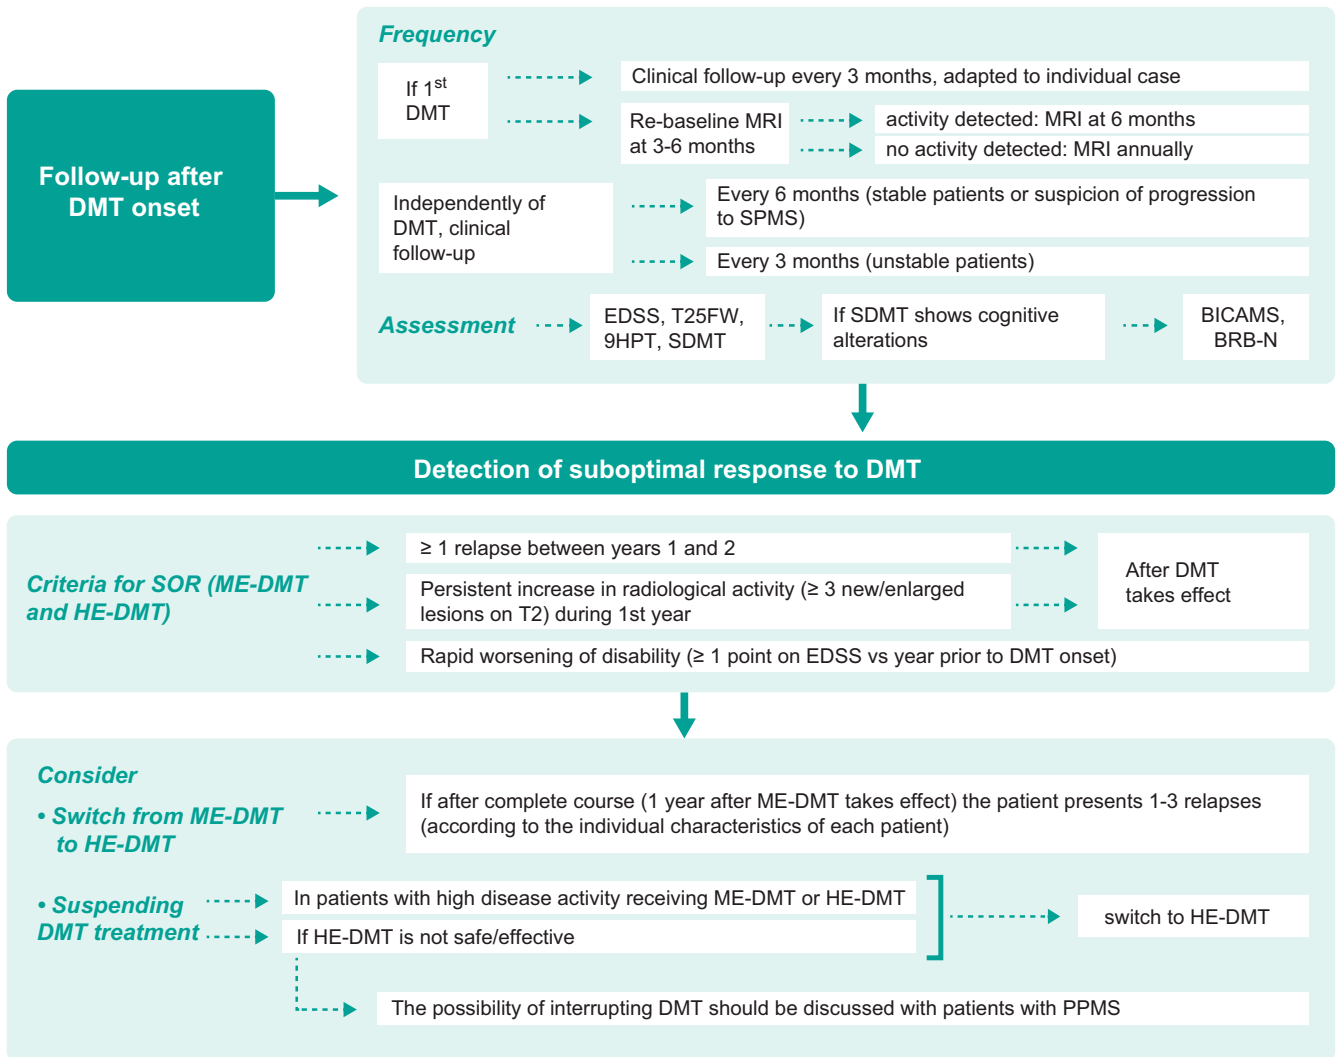 Follow-up after
DMT onset
Frequency
If 1st
DMT
Clinical follow-up every 3 months, adapted to individual case
Re-baseline MRI
at 3-6 months
activity detected: MRI at 6 months
no activity detected: MRI annually
Independently of
DMT, clinical
follow-up
Every 6 months (stable patients or suspicion of progression
to SPMS)
Every 3 months (unstable patients)
Assessment
EDSS, T25FW,
9HPT, SDMT
If SDMT shows cognitive
alterations
BICAMS,
BRB-N
Detection of suboptimal response to DMT
Criteria for SOR (ME-DMT
and HE-DMT)
≥ 1 relapse between years 1 and 2
Persistent increase in radiological activity (≥ 3 new/enlarged
lesions on T2) during 1st year
After DMT
takes effect
Rapid worsening of disability (≥ 1 point on EDSS vs year prior to DMT onset)
Consider
• Switch from ME-DMT
to HE-DMT
If after complete course (1 year after ME-DMT takes effect) the patient presents 1-3 relapses
(according to the individual characteristics of each patient)
• Suspending
DMT treatment
In patients with high disease activity receiving ME-DMT or HE-DMT
If HE-DMT is not safe/effective
switch to HE-DMT
The possibility of interrupting DMT should be discussed with patients with PPMS